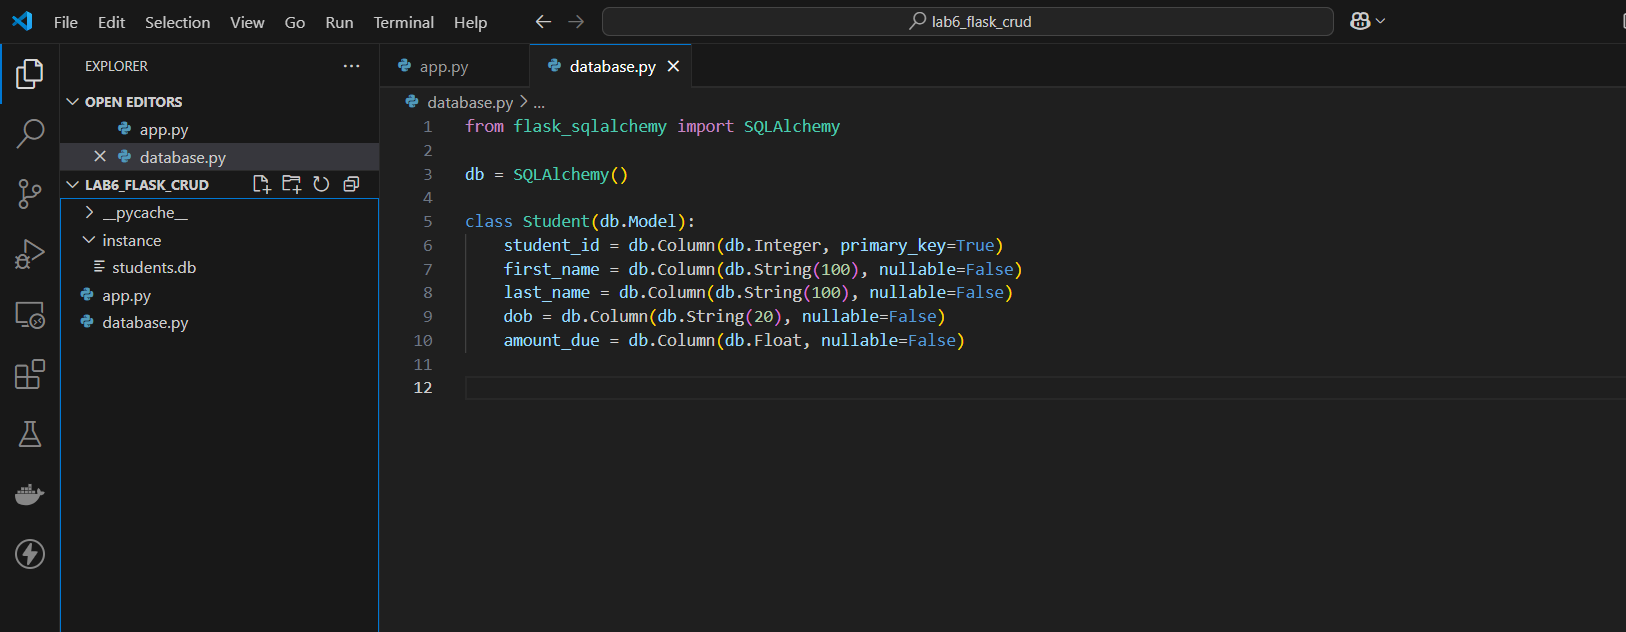 File Edit Selection View Go Run Terminal Help
lab6_flask_crud
EXPLORER
OPEN EDITORS
app.py
database.py
LAB6_FLASK_CRUD
__pycache__
instance
students.db
app.py
database.py
app.py
database.py
database.py > ...
1 from flask_sqlalchemy import SQLAlchemy
2
3 db = SQLAlchemy()
4
5 class Student(db.Model):
6     student_id = db.Column(db.Integer, primary_key=True)
7     first_name = db.Column(db.String(100), nullable=False)
8     last_name = db.Column(db.String(100), nullable=False)
9     dob = db.Column(db.String(20), nullable=False)
10     amount_due = db.Column(db.Float, nullable=False)
11
12